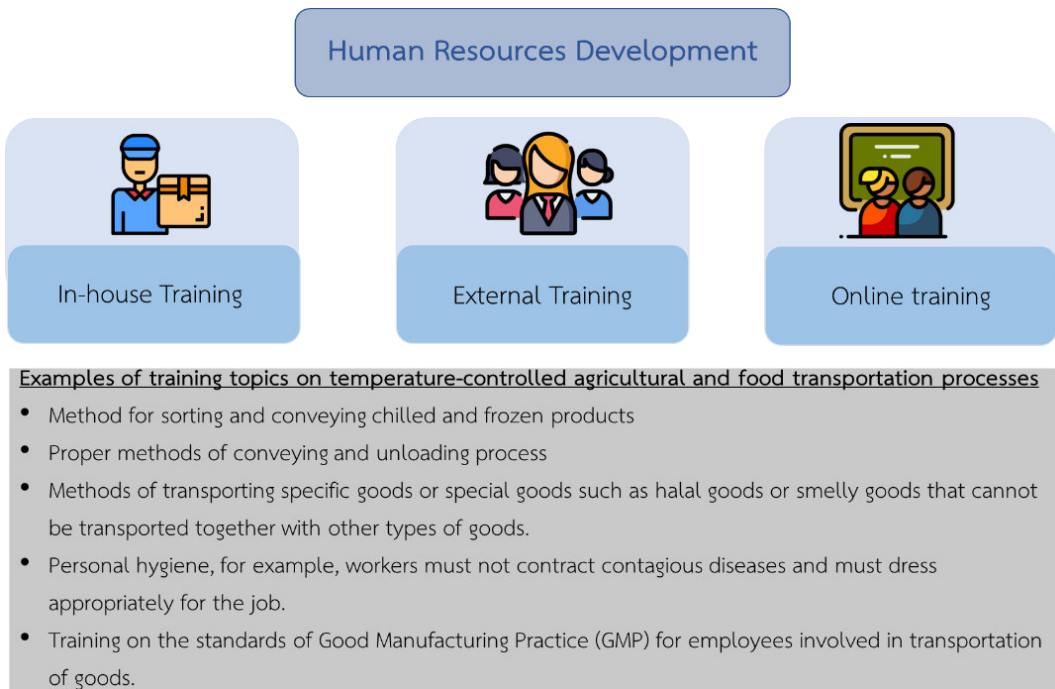 Human Resources Development
In-house Training
External Training
Online training
Examples of training topics on temperature-controlled agricultural and food transportation processes
• Method for sorting and conveying chilled and frozen products
• Proper methods of conveying and unloading process
• Methods of transporting specific goods or special goods such as halal goods or smelly goods that cannot
be transported together with other types of goods.
• Personal hygiene, for example, workers must not contract contagious diseases and must dress
appropriately for the job.
• Training on the standards of Good Manufacturing Practice (GMP) for employees involved in transportation
of goods.